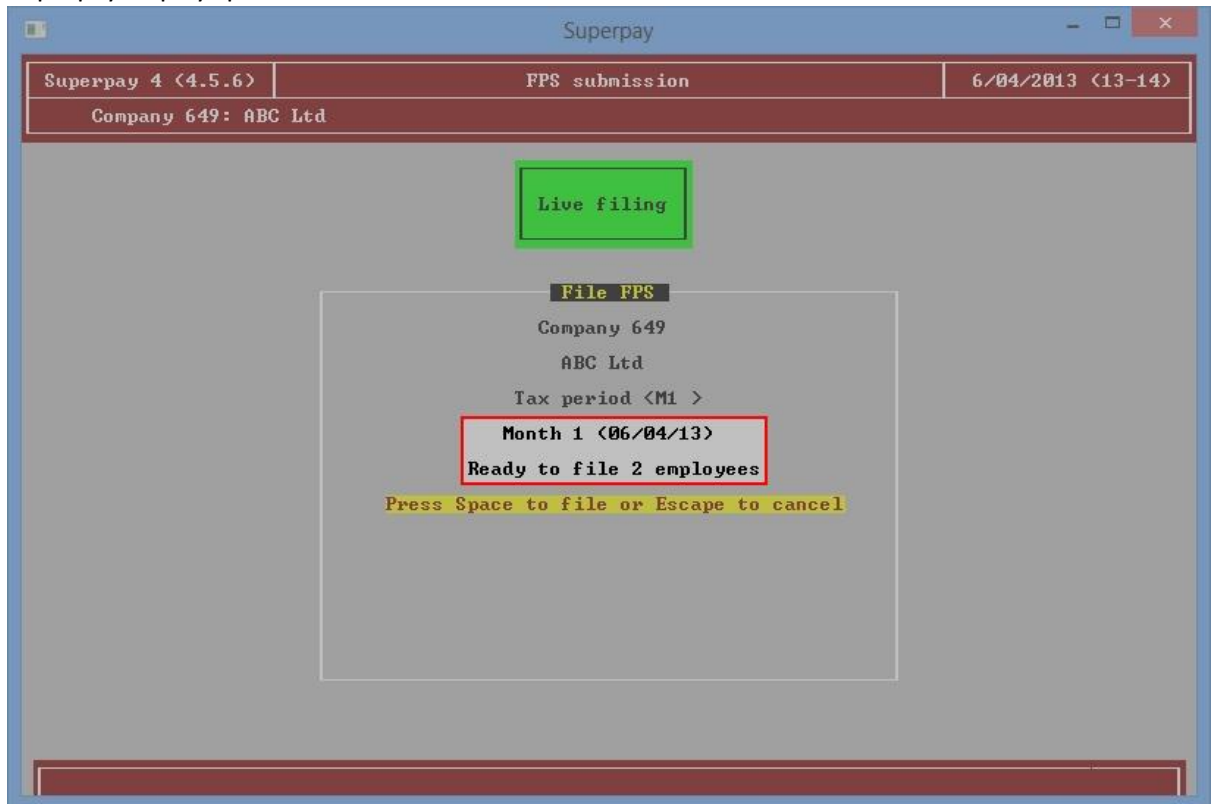 Superpay
Superpay 4 (4.5.6) FPS submission 6/04/2013 (13-14)
Company 649: ABC Ltd
Live filing
File FPS
Company 649
ABC Ltd
Tax period <M1 >
Month 1 (06/04/13)
Ready to file 2 employees
Press Space to file or Escape to cancel